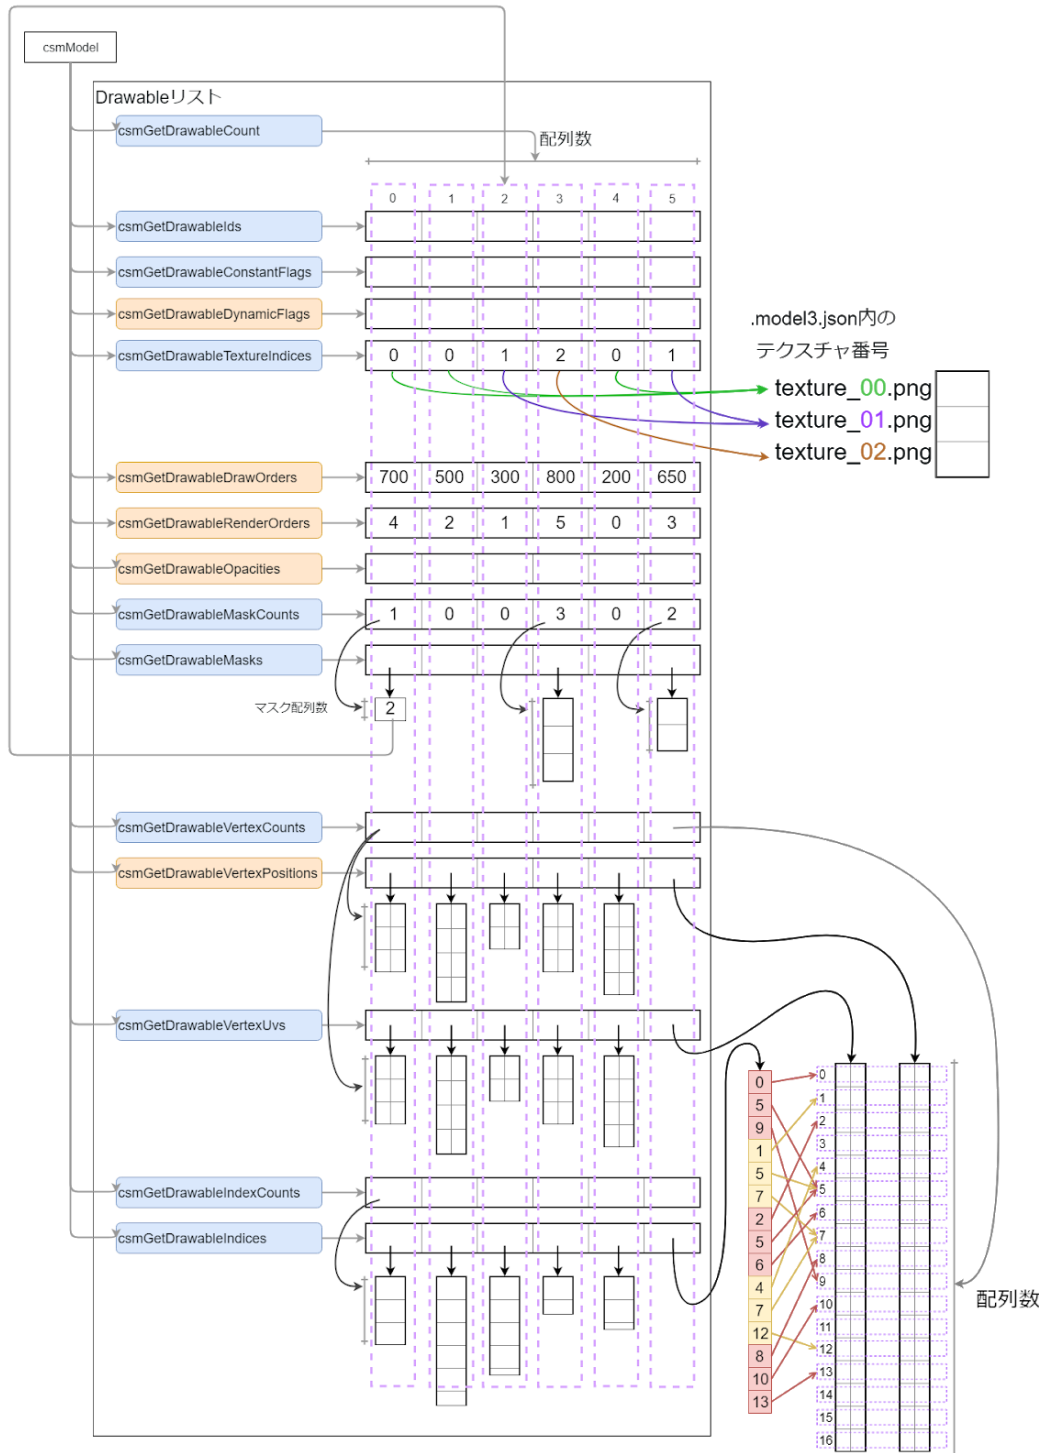 csmModel
Drawableリスト
csmGetDrawableCount
配列数
0 1 2 3 4 5
csmGetDrawableIds
csmGetDrawableConstantFlags
csmGetDrawableDynamicFlags
.model3.json内の
テクスチャ番号
csmGetDrawableTextureIndices
0 0 1 2 0 1
texture_00.png
texture_01.png
texture_02.png
csmGetDrawableDrawOrders
700 500 300 800 200 650
csmGetDrawableRenderOrders
4 2 1 5 0 3
csmGetDrawableOpacities
csmGetDrawableMaskCounts
1 0 0 3 0 2
csmGetDrawableMasks
マスク配列数
2
csmGetDrawableVertexCounts
csmGetDrawableVertexPositions
csmGetDrawableVertexUvs
csmGetDrawableIndexCounts
csmGetDrawableIndices
0
5
9
1
5
7
2
5
6
4
7
12
8
10
13
0
1
2
3
4
5
6
7
8
9
10
11
12
13
14
15
16
配列数